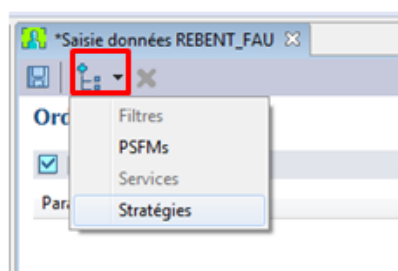 *Saisie données REBENT_FAU
Ord
Filtres
PSFMs
Services
Para
Stratégies